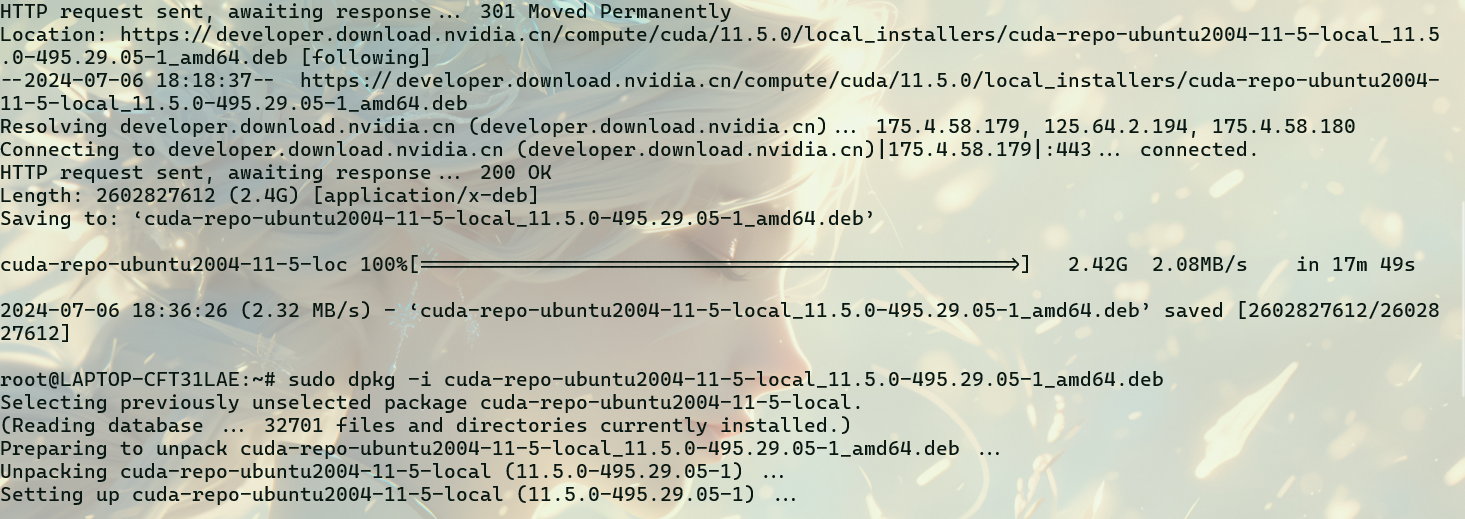 HTTP request sent, awaiting response... 301 Moved Permanently
Location: https://developer.download.nvidia.cn/compute/cuda/11.5.0/local_installers/cuda-repo-ubuntu2004-11-5-local_11.5
.0-495.29.05-1_amd64.deb [following]
--2024-07-06 18:18:37--  https://developer.download.nvidia.cn/compute/cuda/11.5.0/local_installers/cuda-repo-ubuntu2004-
11-5-local_11.5.0-495.29.05-1_amd64.deb
Resolving developer.download.nvidia.cn (developer.download.nvidia.cn)... 175.4.58.179, 125.64.2.194, 175.4.58.180
Connecting to developer.download.nvidia.cn (developer.download.nvidia.cn)|175.4.58.179|:443... connected.
HTTP request sent, awaiting response... 200 OK
Length: 2602827612 (2.4G) [application/x-deb]
Saving to: ‘cuda-repo-ubuntu2004-11-5-local_11.5.0-495.29.05-1_amd64.deb’
cuda-repo-ubuntu2004-11-5-loc 100%[==================================================>]   2.42G  2.08MB/s    in 17m 49s
2024-07-06 18:36:26 (2.32 MB/s) - ‘cuda-repo-ubuntu2004-11-5-local_11.5.0-495.29.05-1_amd64.deb’ saved [2602827612/26028
27612]
root@LAPTOP-CFT31LAE:~# sudo dpkg -i cuda-repo-ubuntu2004-11-5-local_11.5.0-495.29.05-1_amd64.deb
Selecting previously unselected package cuda-repo-ubuntu2004-11-5-local.
(Reading database ... 32701 files and directories currently installed.)
Preparing to unpack cuda-repo-ubuntu2004-11-5-local_11.5.0-495.29.05-1_amd64.deb ...
Unpacking cuda-repo-ubuntu2004-11-5-local (11.5.0-495.29.05-1) ...
Setting up cuda-repo-ubuntu2004-11-5-local (11.5.0-495.29.05-1) ...